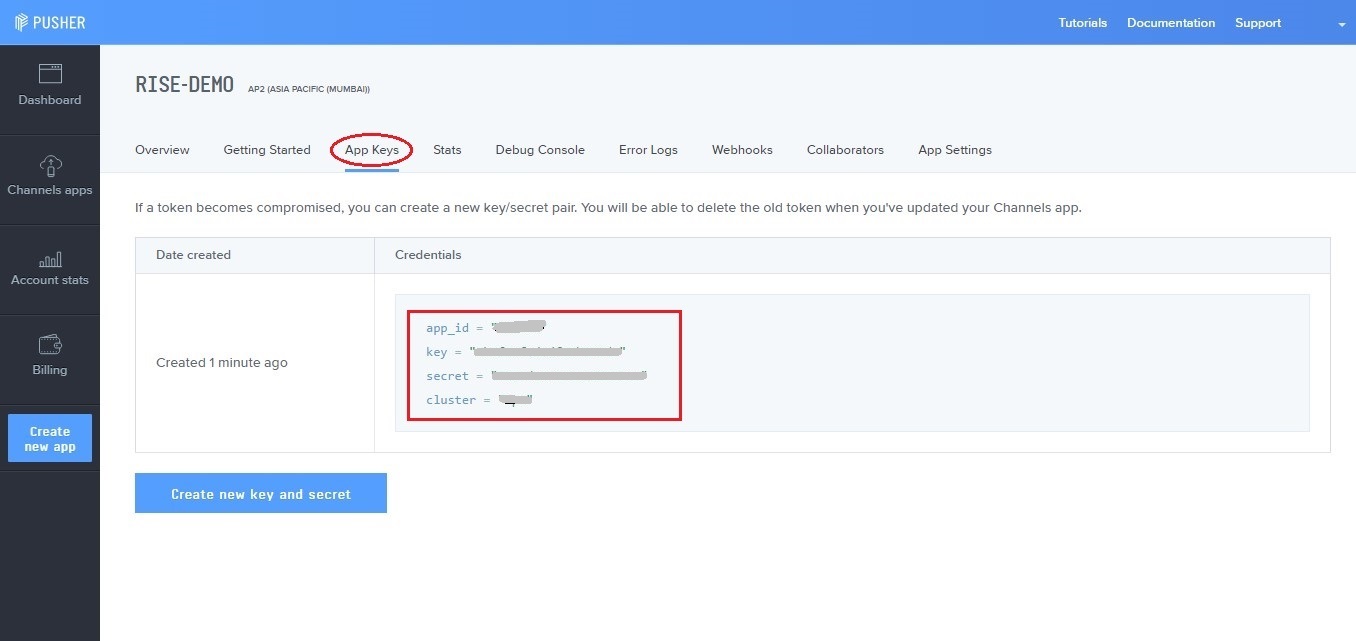 PUSHER
Tutorials Documentation Support
Dashboard
Channels apps
Account stats
Billing
Create
new app
RISE-DEMO AP2 (ASIA PACIFIC (MUMBAI))
Overview Getting Started App Keys Stats Debug Console Error Logs Webhooks Collaborators App Settings
If a token becomes compromised, you can create a new key/secret pair. You will be able to delete the old token when you've updated your Channels app.
Date created Credentials
Created 1 minute ago
app_id = "
key = " "
secret = " "
cluster = "
Create new key and secret